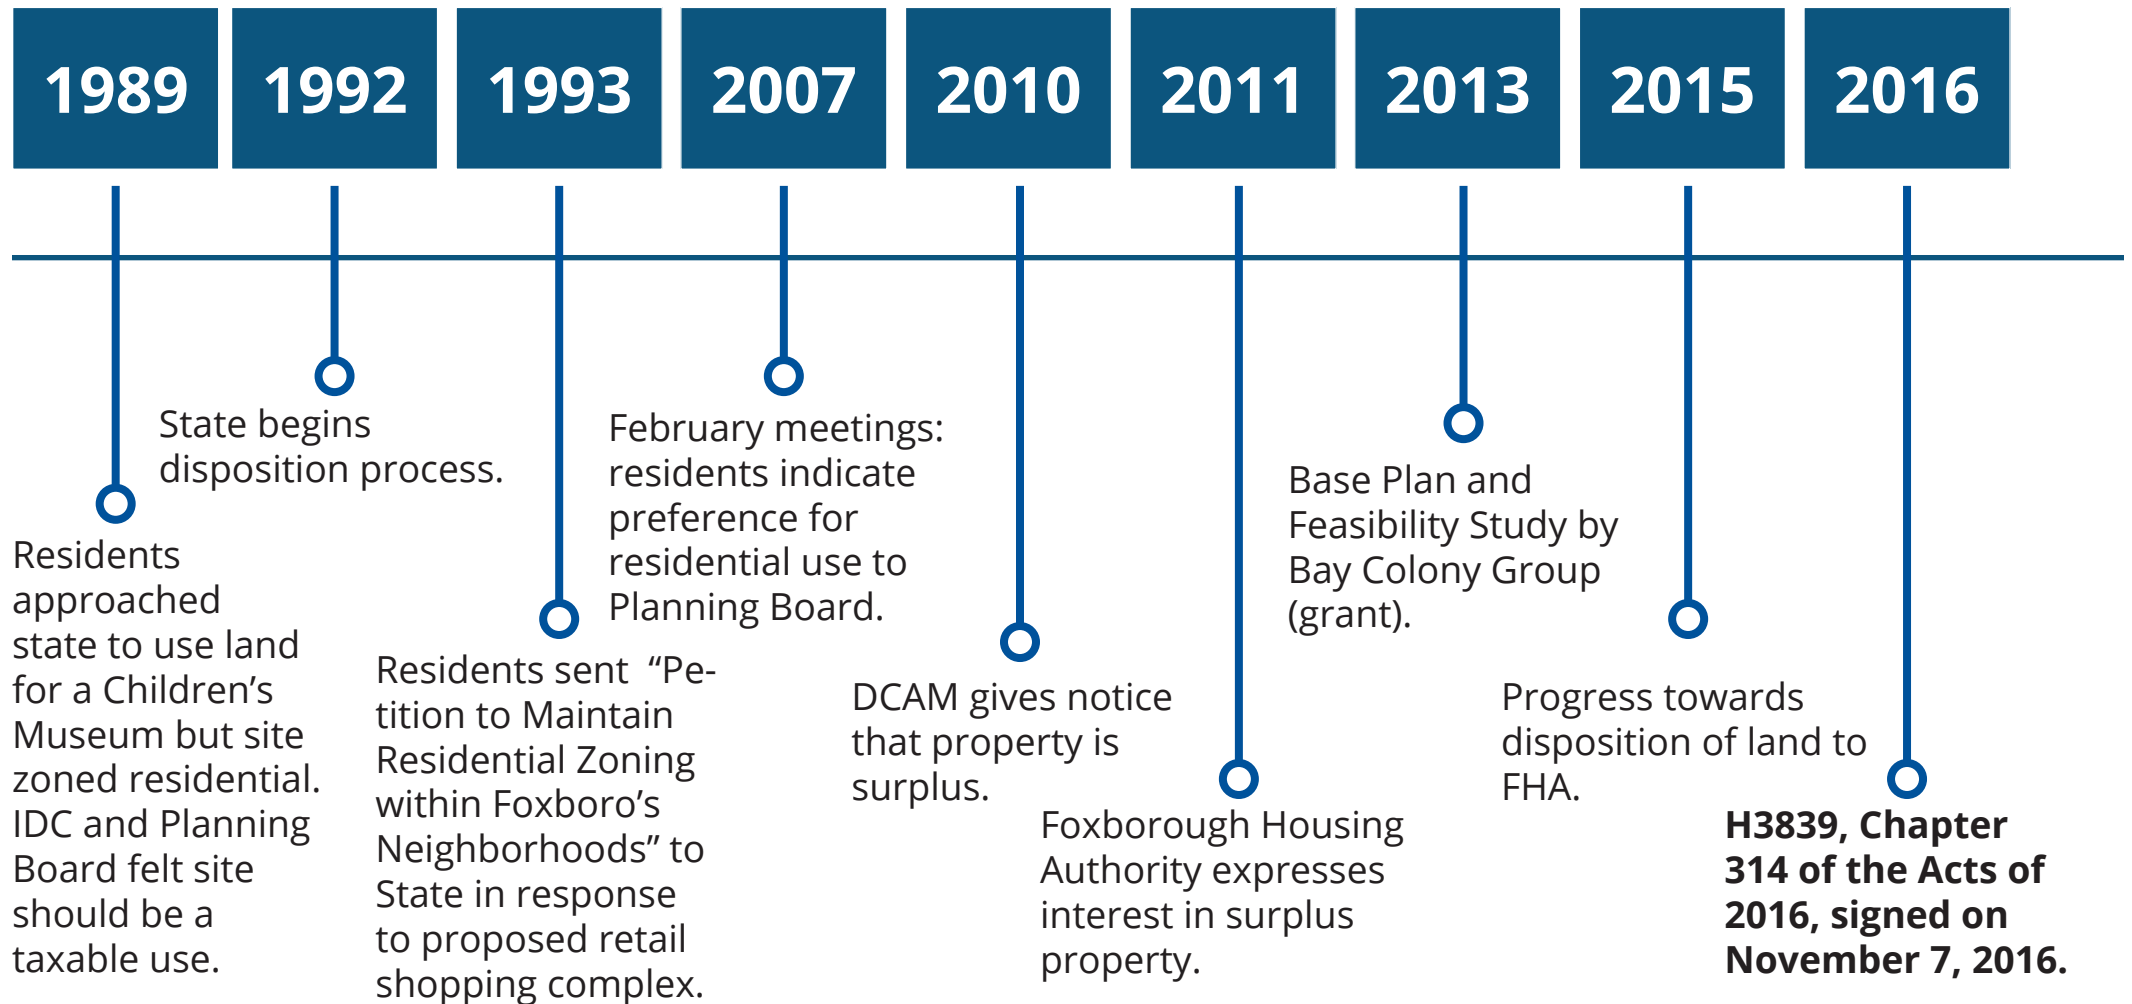 1989
1992
1993
2007
2010
2011
2013
2015
2016
Residents
approached
state to use land
for a Children’s
Museum but site
zoned residential.
IDC and Planning
Board felt site
should be a
taxable use.
State begins
disposition process.
Residents sent  “Pe-
tition to Maintain
Residential Zoning
within Foxboro’s
Neighborhoods” to
State in response
to proposed retail
shopping complex.
February meetings:
residents indicate
preference for
residential use to
Planning Board.
DCAM gives notice
that property is
surplus.
Foxborough Housing
Authority expresses
interest in surplus
property.
Base Plan and
Feasibility Study by
Bay Colony Group
(grant).
Progress towards
disposition of land to
FHA.
H3839, Chapter
314 of the Acts of
2016, signed on
November 7, 2016.